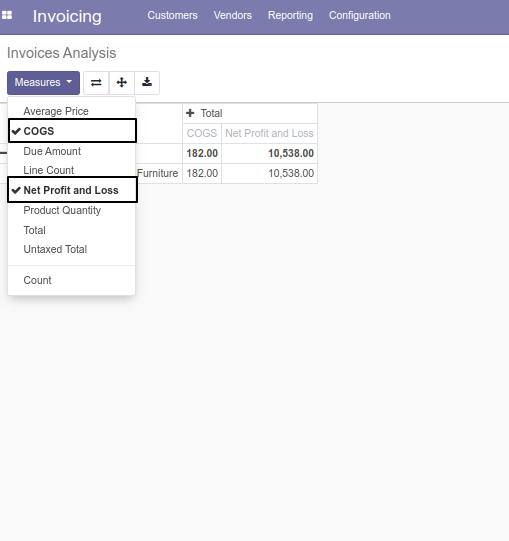 Invoicing Customers Vendors Reporting Configuration
Invoices Analysis
Measures
Average Price
COGS
Due Amount
Line Count
Net Profit and Loss
Product Quantity
Total
Untaxed Total
Count
Total
COGS Net Profit and Loss
182.00 10,538.00
Furniture 182.00 10,538.00